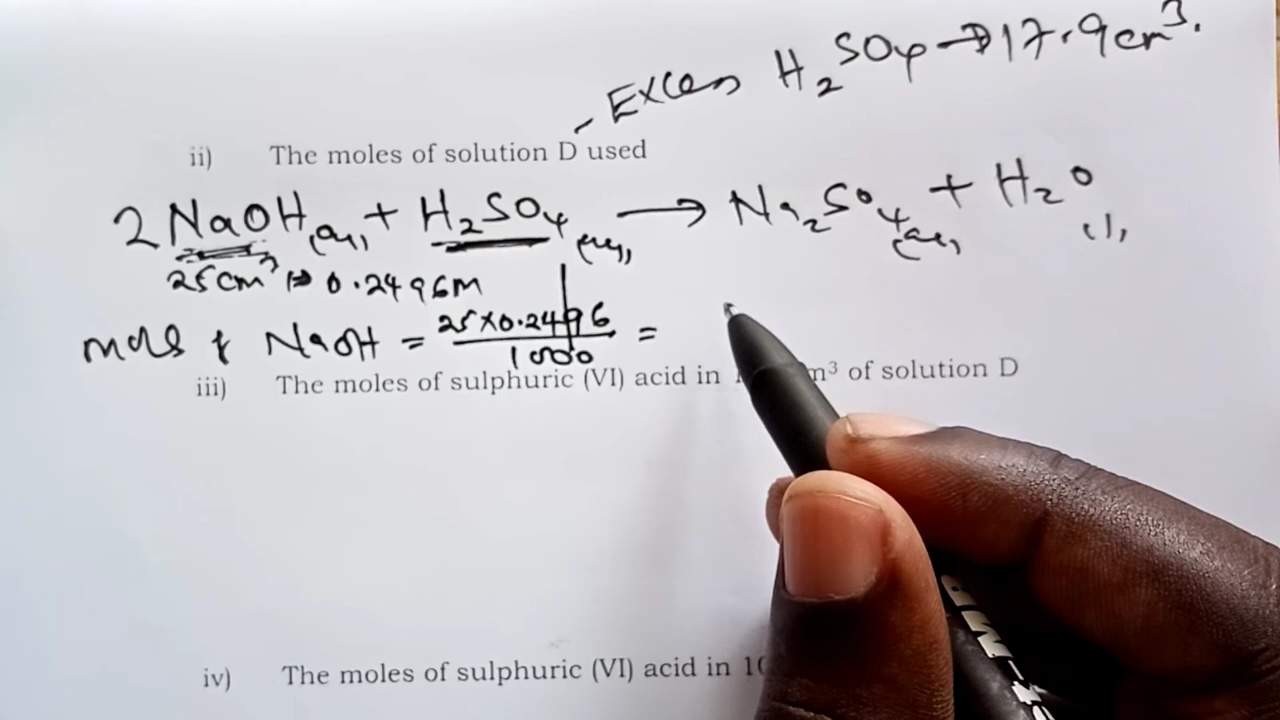 - Excess H₂SO₄ → 17.9cm³.
ii) The moles of solution D used
2NaOH(aq) + H₂SO₄(aq) → Na₂SO₄(aq) + H₂O(l)
25cm³ 0.2496M
mols of NaOH = 25×0.2496/1000 =
iii) The moles of sulphuric (VI) acid in of solution D
iv) The moles of sulphuric (VI) acid in